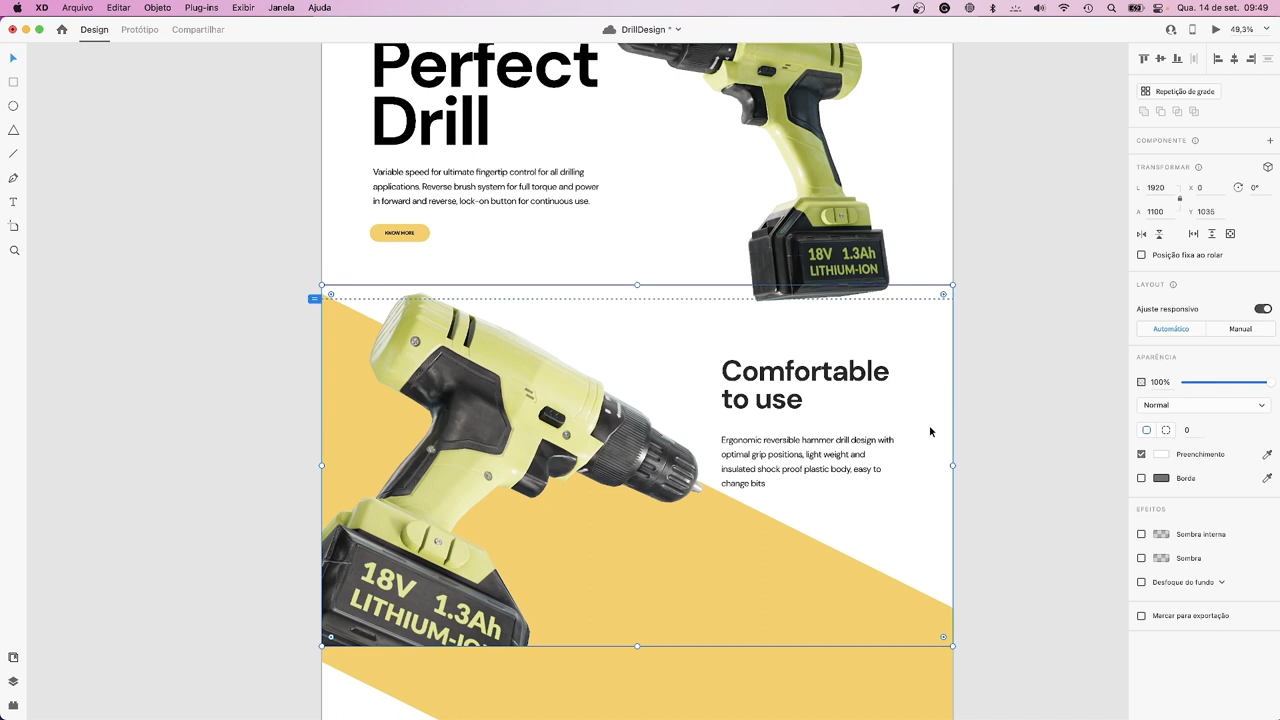 XD Arquivo Editar Objeto Plug-ins Exibir Janela Ajuda
Qua. 3 de ago. 14:36
Design Protótipo Compartilhar
DrillDesign *
49,3%
Perfect
Drill
Variable speed for ultimate fingertip control for all drilling
applications. Reverse brush system for full torque and power
in forward and reverse, lock-on button for continuous use.
KNOW MORE
18V 1.3Ah
LITHIUM-ION
Comfortable
to use
Ergonomic reversible hammer drill design with
optimal grip positions, light weight and
insulated shock proof plastic body, easy to
change bits
18V 1.3Ah
LITHIUM-IO
Repetição de grade
COMPONENTE
TRANSFORMAR
L 1920 X 0 0°
A 1100 Y 1035
Posição fixa ao rolar
LAYOUT
Ajuste responsivo
Automático Manual
APARÊNCIA
100%
Normal
0
Preenchimento
Borda
EFEITOS
Sombra interna
Sombra
Desfoque do fundo
Marcar para exportação